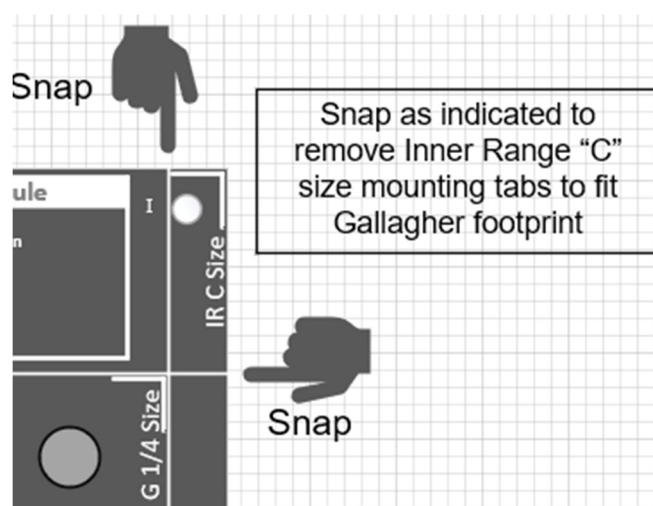 Snap
Snap as indicated to
remove Inner Range “C”
size mounting tabs to fit
Gallagher footprint
ule
n
I
IR C Size
Snap
G 1/4 Size